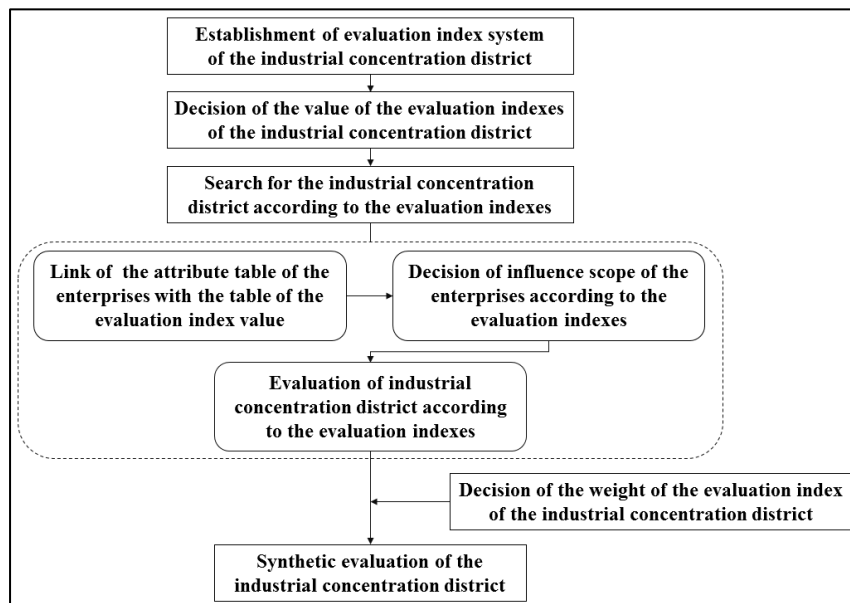 Establishment of evaluation index system
of the industrial concentration district
Decision of the value of the evaluation indexes
of the industrial concentration district
Search for the industrial concentration
district according to the evaluation indexes
Link of the attribute table of the
enterprises with the table of the
evaluation index value
Decision of influence scope of the
enterprises according to the
evaluation indexes
Evaluation of industrial
concentration district according
to the evaluation indexes
Decision of the weight of the evaluation index
of the industrial concentration district
Synthetic evaluation of the
industrial concentration district